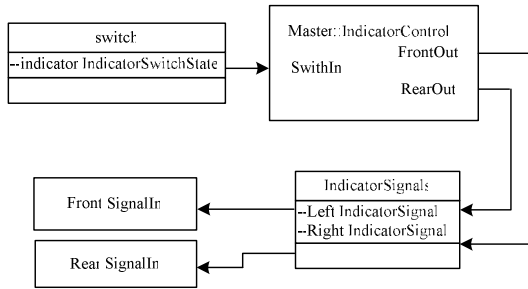 switch
--indicator IndicatorSwitchState
Master::IndicatorControl
FrontOut
SwithIn
RearOut
IndicatorSignals
--Left IndicatorSignal
--Right IndicatorSignal
Front SignalIn
Rear SignalIn